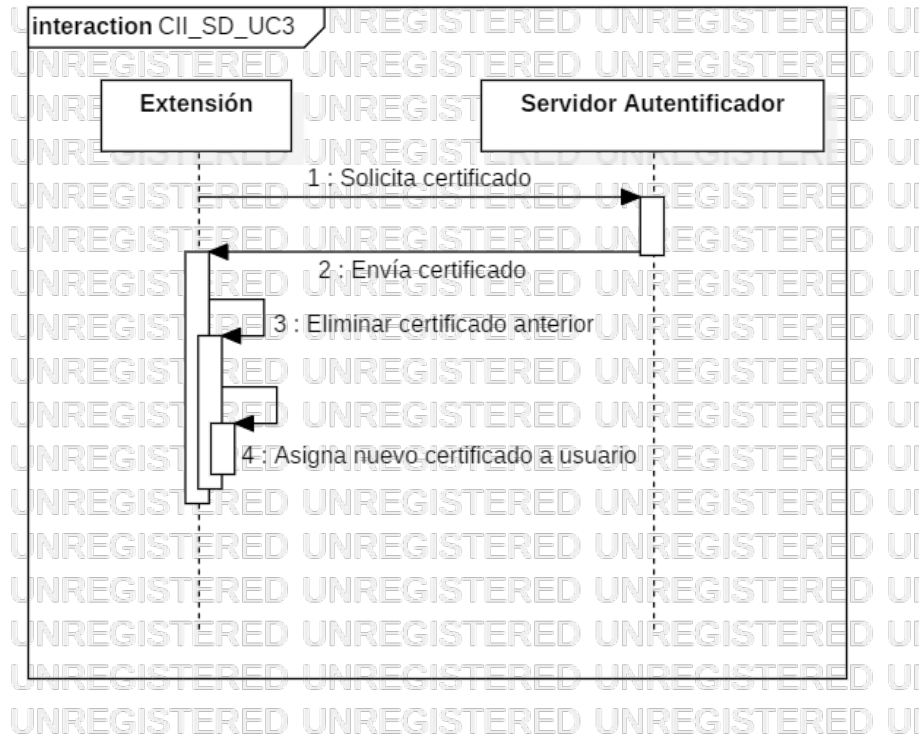 interaction CII_SD_UC3
Extensión
Servidor Autentificador
1 : Solicita certificado
2 : Envía certificado
3 : Eliminar certificado anterior
4 : Asigna nuevo certificado a usuario
UNREGISTERED UNREGISTERED UNREGISTERED